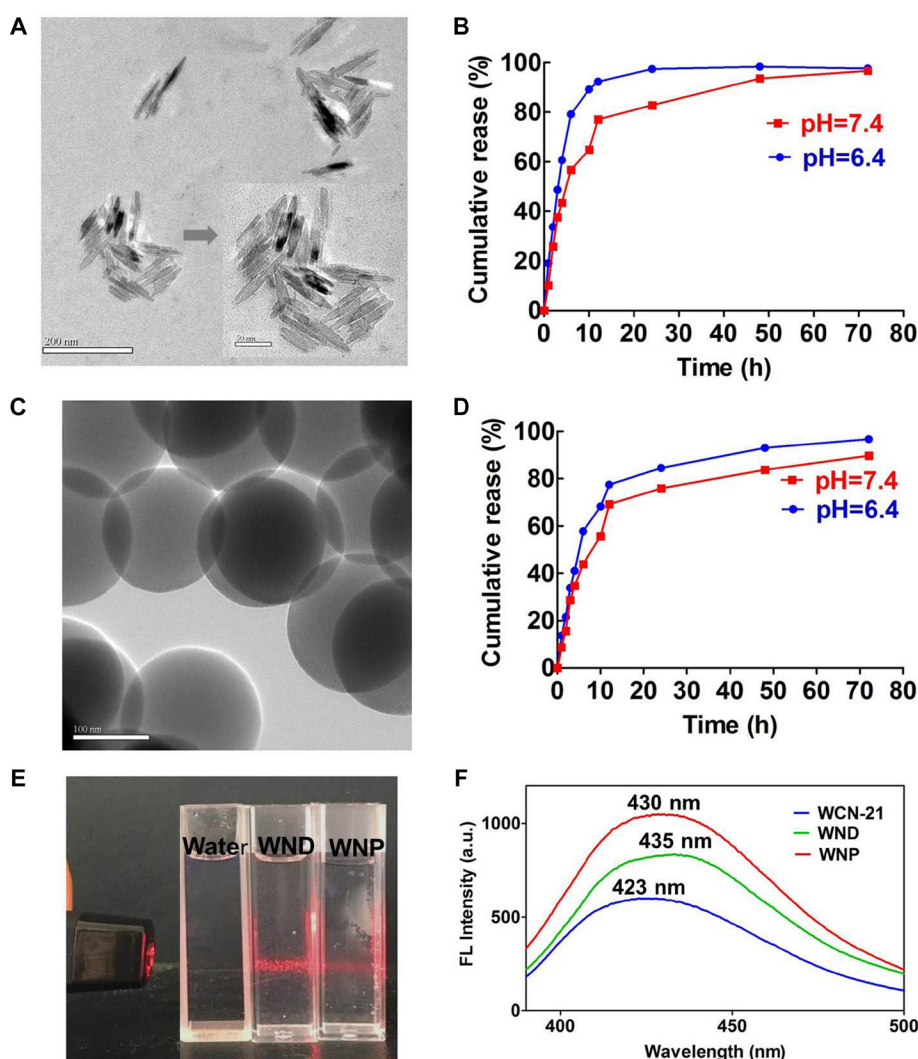 A
200 nm
50 nm
B
Cumulative rease (%)
100
80
60
40
20
0
pH=7.4
pH=6.4
0 10 20 30 40 50 60 70 80
Time (h)
C
100 nm
D
Cumulative rease (%)
100
80
60
40
20
0
pH=7.4
pH=6.4
0 10 20 30 40 50 60 70 80
Time (h)
E
Water WND WNP
F
FL Intensity (a.u.)
1000
500
0
430 nm
435 nm
423 nm
WCN-21
WND
WNP
400 450 500
Wavelength (nm)